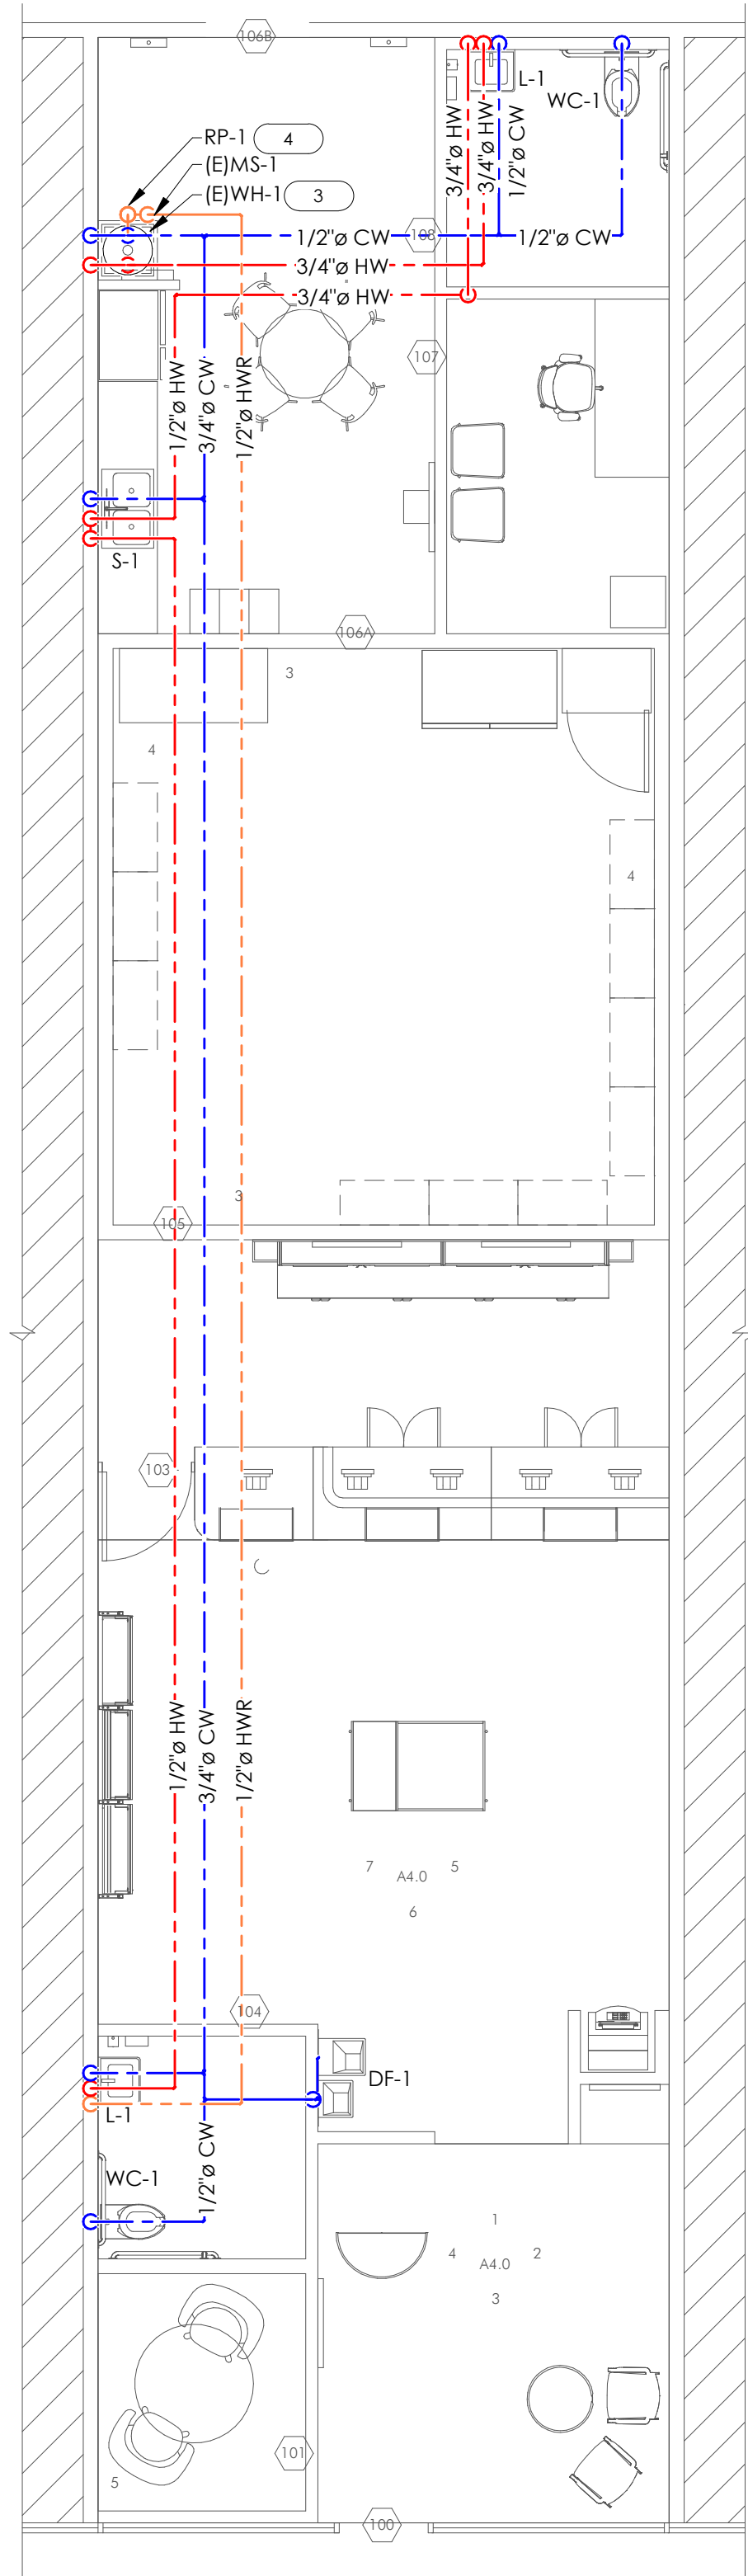 106B
L-1
WC-1
RP-1 4
(E)MS-1
(E)WH-1 3
3/4"ø HW
3/4"ø HW
1/2"ø CW
1/2"ø CW
108
1/2"ø CW
3/4"ø HW
3/4"ø HW
107
1/2"ø HW
3/4"ø CW
1/2"ø HWR
S-1
106A
3
4
4
3
105
103
1/2"ø HW
3/4"ø CW
1/2"ø HWR
7
5
A4.0
6
104
DF-1
L-1
1/2"ø CW
WC-1
1
4
2
A4.0
3
101
5
100